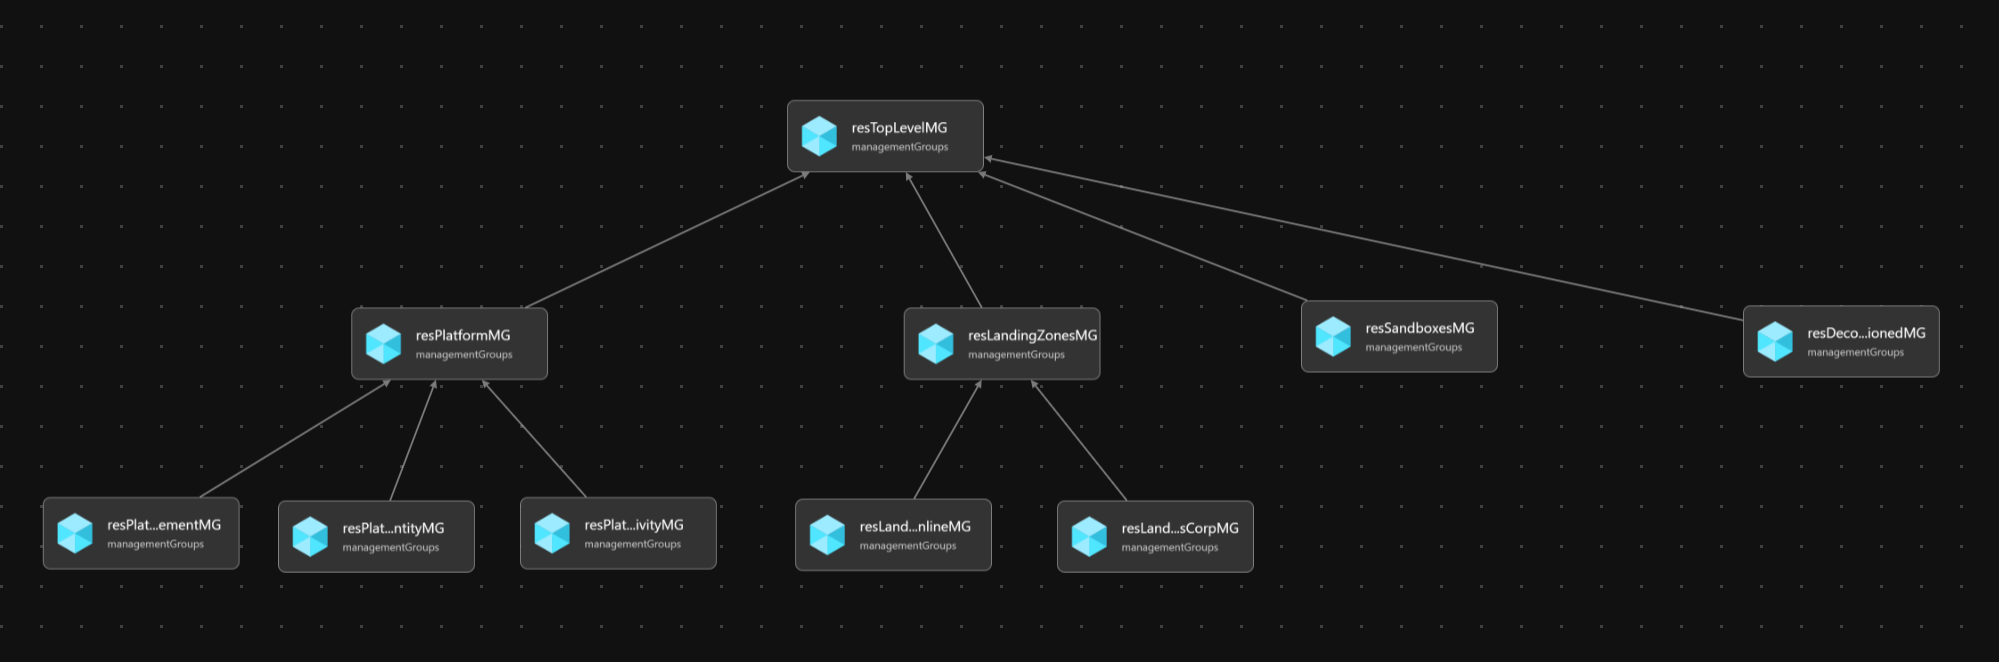 resTopLevelMG
managementGroups
resPlatformMG
managementGroups
resLandingZonesMG
managementGroups
resSandboxesMG
managementGroups
resDeco...ionedMG
managementGroups
resPlat...ementMG
managementGroups
resPlat...ntityMG
managementGroups
resPlat...ivityMG
managementGroups
resLand...nlineMG
managementGroups
resLand...sCorpMG
managementGroups